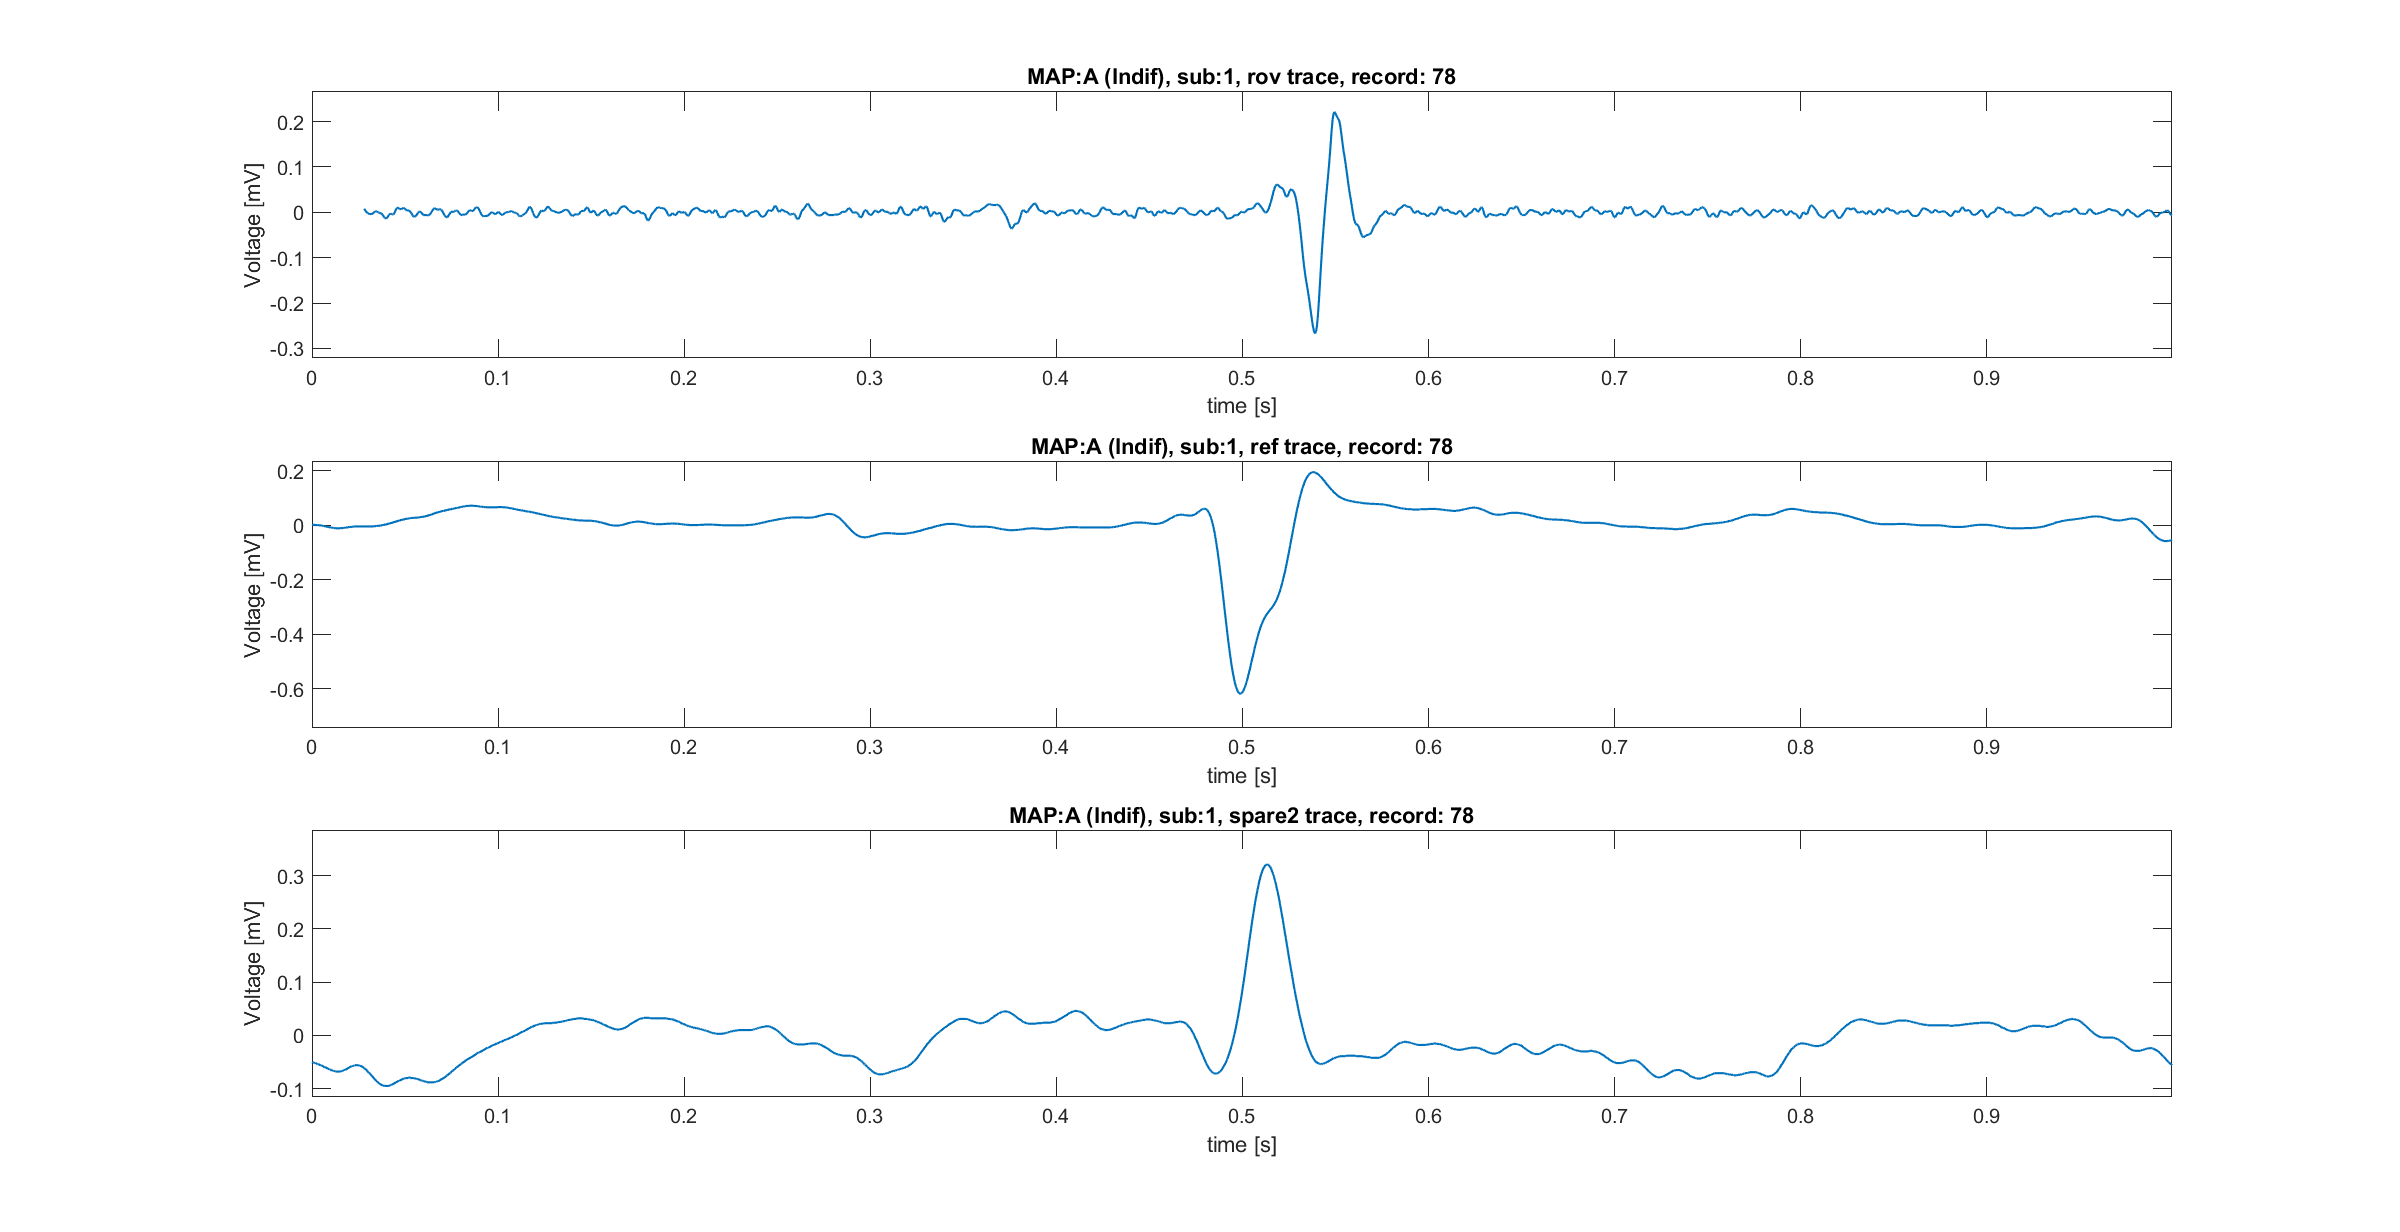 MAP:A (Indif), sub:1, rov trace, record: 78
Voltage [mV]
0.2
0.1
0
-0.1
-0.2
-0.3
0 0.1 0.2 0.3 0.4 0.5 0.6 0.7 0.8 0.9
time [s]
MAP:A (Indif), sub:1, ref trace, record: 78
Voltage [mV]
0.2
0
-0.2
-0.4
-0.6
0 0.1 0.2 0.3 0.4 0.5 0.6 0.7 0.8 0.9
time [s]
MAP:A (Indif), sub:1, spare2 trace, record: 78
Voltage [mV]
0.3
0.2
0.1
0
-0.1
0 0.1 0.2 0.3 0.4 0.5 0.6 0.7 0.8 0.9
time [s]